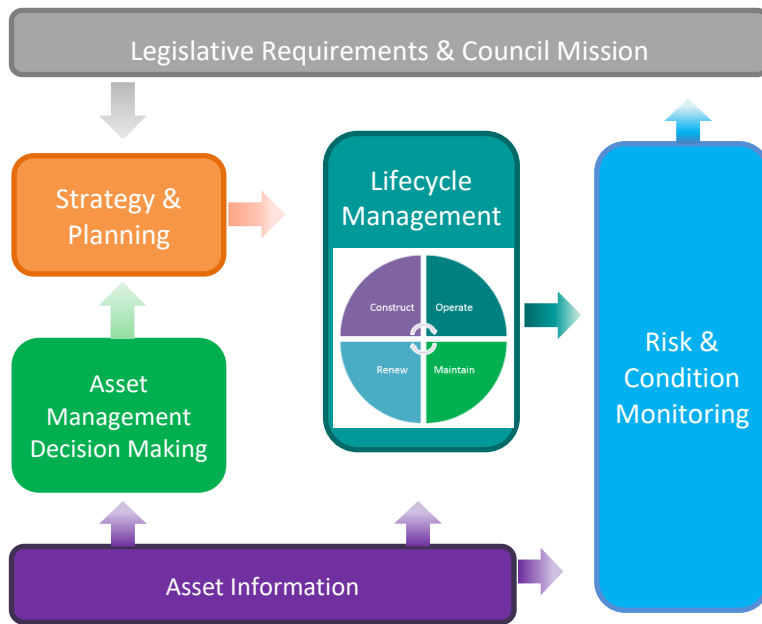 Legislative Requirements & Council Mission
Strategy &
Planning
Lifecycle
Management
Construct
Operate
Renew
Maintain
Asset
Management
Decision Making
Risk &
Condition
Monitoring
Asset Information